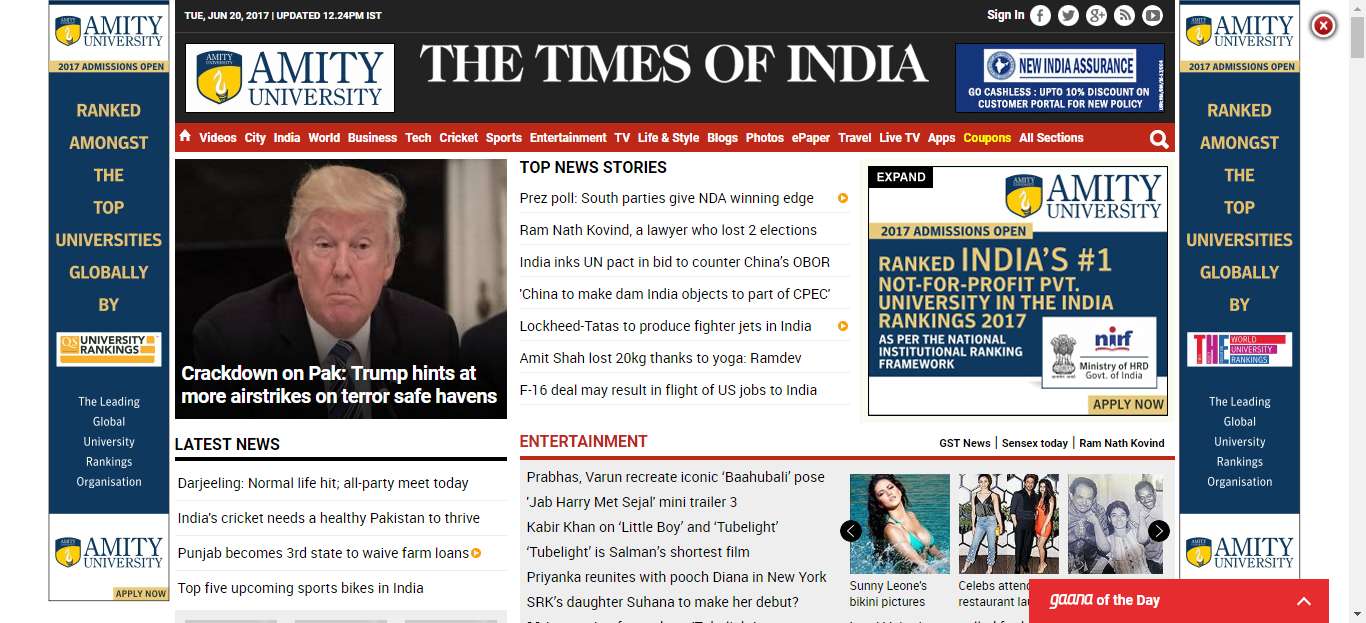 AMITY
UNIVERSITY
2017 ADMISSIONS OPEN
RANKED
AMONGST
THE
TOP
UNIVERSITIES
GLOBALLY
BY
QS UNIVERSITY
RANKINGS
The Leading
Global
University
Rankings
Organisation
AMITY
UNIVERSITY
APPLY NOW
TUE, JUN 20, 2017 | UPDATED 12.24PM IST
Sign In
AMITY
UNIVERSITY
THE TIMES OF INDIA
NEW INDIA ASSURANCE
GO CASHLESS : UPTO 10% DISCOUNT ON
CUSTOMER PORTAL FOR NEW POLICY
Videos City India World Business Tech Cricket Sports Entertainment TV Life & Style Blogs Photos ePaper Travel Live TV Apps Coupons All Sections
Crackdown on Pak: Trump hints at
more airstrikes on terror safe havens
LATEST NEWS
Darjeeling: Normal life hit; all-party meet today
India's cricket needs a healthy Pakistan to thrive
Punjab becomes 3rd state to waive farm loans
Top five upcoming sports bikes in India
TOP NEWS STORIES
Prez poll: South parties give NDA winning edge
Ram Nath Kovind, a lawyer who lost 2 elections
India inks UN pact in bid to counter China's OBOR
'China to make dam India objects to part of CPEC'
Lockheed-Tatas to produce fighter jets in India
Amit Shah lost 20kg thanks to yoga: Ramdev
F-16 deal may result in flight of US jobs to India
EXPAND
AMITY
UNIVERSITY
2017 ADMISSIONS OPEN
RANKED INDIA'S #1
NOT-FOR-PROFIT PVT.
UNIVERSITY IN THE INDIA
RANKINGS 2017
AS PER THE NATIONAL
INSTITUTIONAL RANKING
FRAMEWORK
nirf
Ministry of HRD
Govt. of India
APPLY NOW
ENTERTAINMENT
GST News | Sensex today | Ram Nath Kovind
Prabhas, Varun recreate iconic ‘Baahubali’ pose
'Jab Harry Met Sejal' mini trailer 3
Kabir Khan on ‘Little Boy’ and ‘Tubelight’
‘Tubelight’ is Salman’s shortest film
Priyanka reunites with pooch Diana in New York
SRK’s daughter Suhana to make her debut?
Sunny Leone's
bikini pictures
Celebs attend
restaurant
gaana of the Day
AMITY
UNIVERSITY
2017 ADMISSIONS OPEN
RANKED
AMONGST
THE
TOP
UNIVERSITIES
GLOBALLY
BY
THE WORLD
UNIVERSITY
RANKINGS
The Leading
Global
University
Rankings
Organisation
AMITY
UNIVERSITY